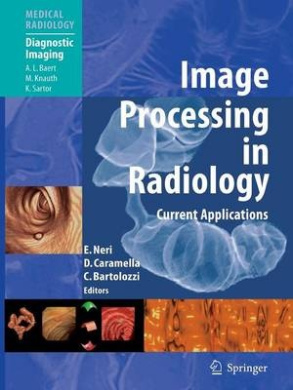 MEDICAL
RADIOLOGY
Diagnostic
Imaging
A. L. Baert
M. Knauth
K. Sartor
Image
Processing
in
Radiology
Current Applications
E. Neri
D. Caramella
C. Bartolozzi
Editors
Springer